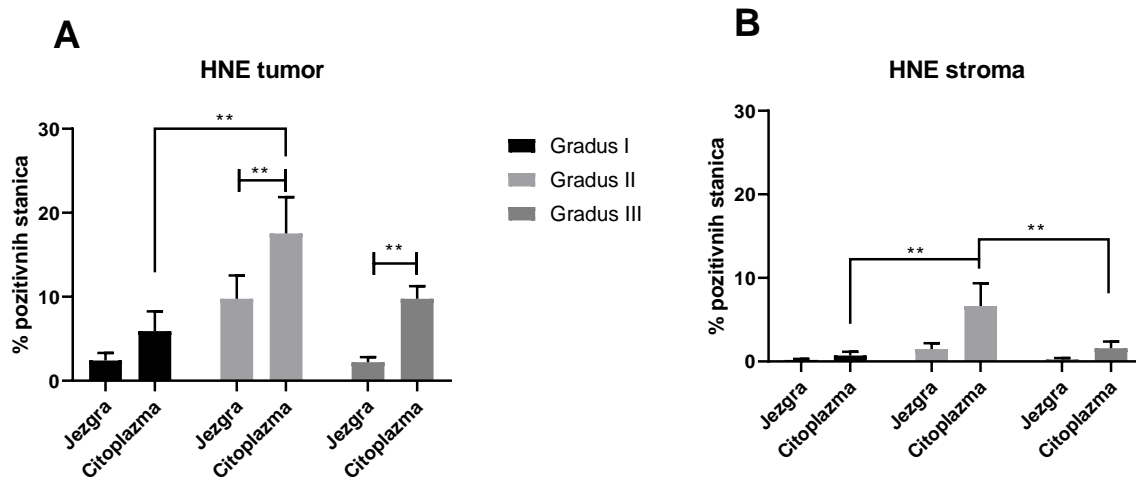 A
HNE tumor
% pozitivnih stanica
30
20
10
0
**
**
**
Jezgra
Citoplazma
Jezgra
Citoplazma
Jezgra
Citoplazma
Gradus I
Gradus II
Gradus III
B
HNE stroma
% pozitivnih stanica
30
20
10
0
**
**
Jezgra
Citoplazma
Jezgra
Citoplazma
Jezgra
Citoplazma